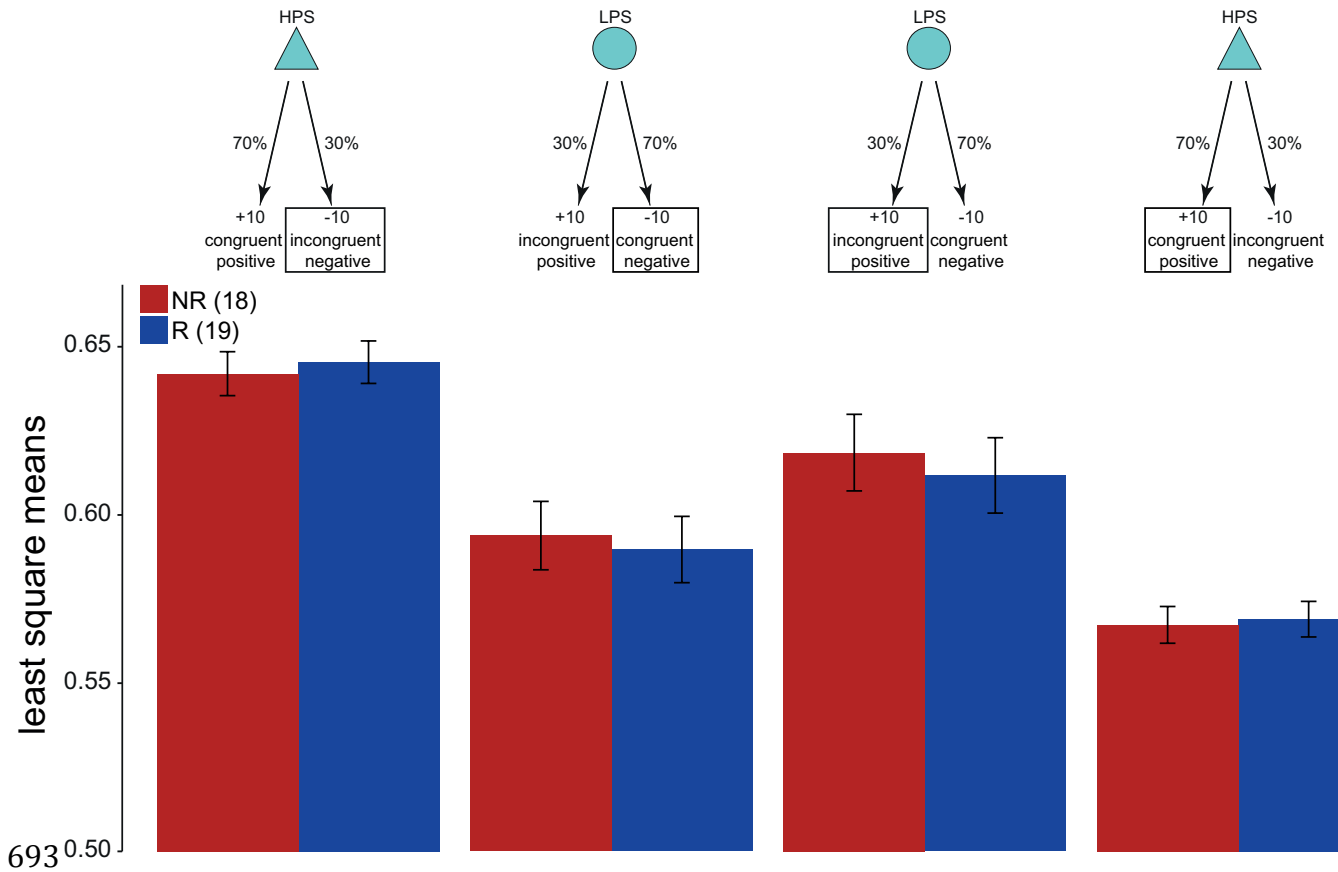 HPS LPS LPS HPS
70% 30% 30% 70% 30% 70% 70% 30%
+10 -10 +10 -10 +10 -10 +10 -10
congruent incongruent incongruent congruent incongruent congruent congruent incongruent
positive negative positive negative positive negative positive negative
NR (18)
R (19)
0.65
0.60
0.55
0.50
least square means
693